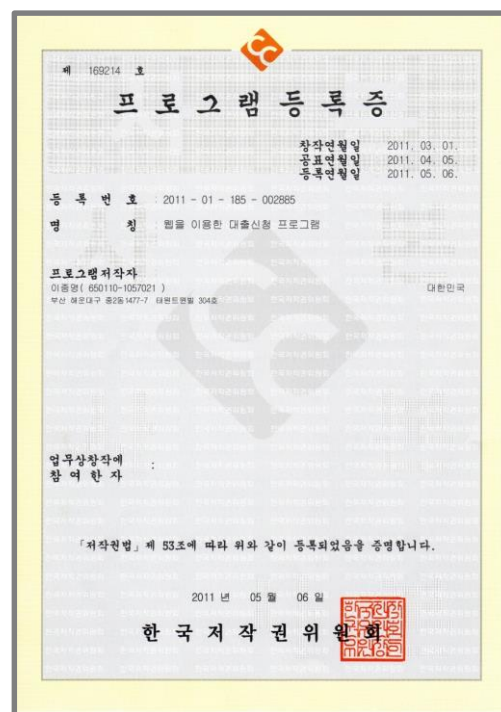 제 169214 호
프로그램등록증
창작연월일 2011. 03. 01.
공표연월일 2011. 04. 05.
등록연월일 2011. 05. 06.
등록번호 : 2011 - 01 - 185 - 002885
명칭 : 웹을 이용한 대출신청 프로그램
프로그램저작자
이종명( 650110-1057021 ) 대한민국
부산 해운대구 중2동 1477-7 태원트윈빌 304호
업무상창작에
참여한자 :
「저작권법」제 53조에 따라 위와 같이 등록되었음을 증명합니다.
2011 년 05 월 06 일
한국저작권위원회